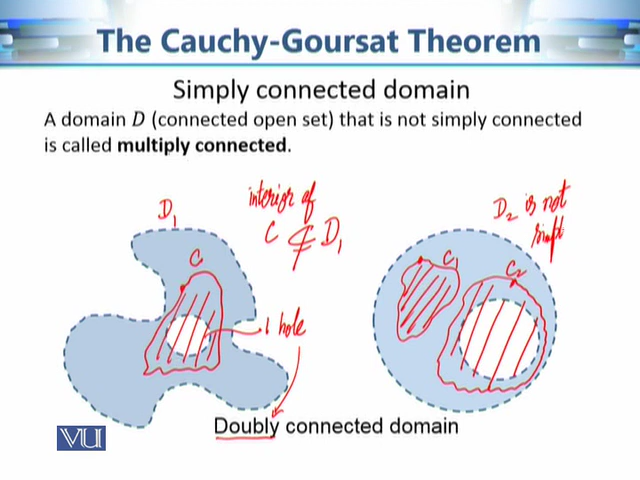 The Cauchy-Goursat Theorem
Simply connected domain
A domain D (connected open set) that is not simply connected
is called multiply connected.
interior of
C ⊄ D₁
D₁
C
1 hole
D₂ is not
C₁
C₂
Doubly connected domain
VU